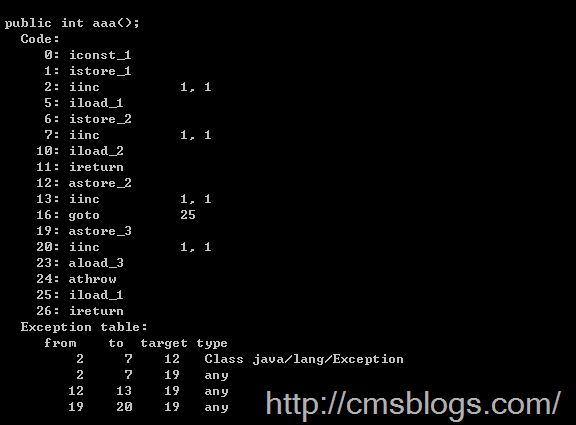 public int aaa();
Code:
0: iconst_1
1: istore_1
2: iinc 1, 1
5: iload_1
6: istore_2
7: iinc 1, 1
10: iload_2
11: ireturn
12: astore_2
13: iinc 1, 1
16: goto 25
19: astore_3
20: iinc 1, 1
23: aload_3
24: athrow
25: iload_1
26: ireturn
Exception table:
from to target type
2 7 12 Class java/lang/Exception
2 7 19 any
12 13 19 any
19 20 19 any
http://cmsblogs.com/